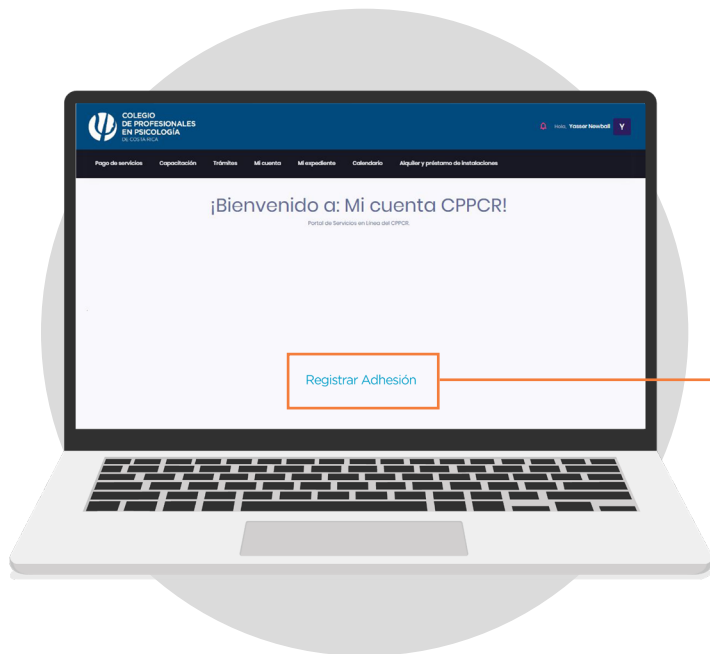 COLEGIO
DE PROFESIONALES
EN PSICOLOGÍA
DE COSTA RICA
Hola, Yasser Newball Y
Pago de servicios Capacitación Trámites Mi cuenta Mi expediente Calendario Alquiler y préstamo de instalaciones
¡Bienvenido a: Mi cuenta CPPCR!
Portal de Servicios en Línea del CPPCR
Registrar Adhesión